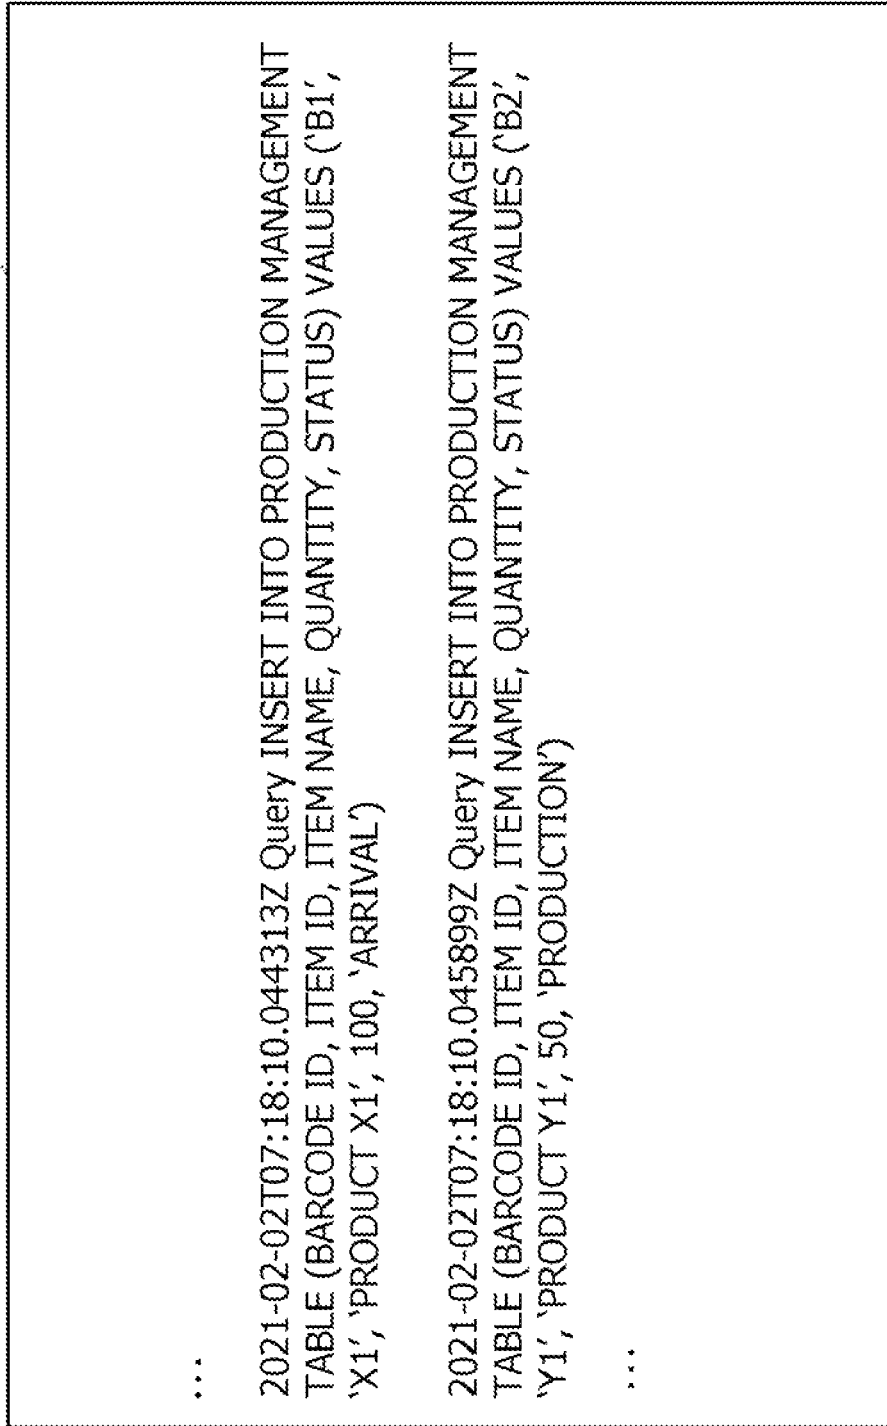 ...
2021-02-02T07:18:10.044313Z Query INSERT INTO PRODUCTION MANAGEMENT
TABLE (BARCODE ID, ITEM ID, ITEM NAME, QUANTITY, STATUS) VALUES (‘B1’,
‘X1’, ‘PRODUCT X1’, 100, ‘ARRIVAL’)
2021-02-02T07:18:10.045899Z Query INSERT INTO PRODUCTION MANAGEMENT
TABLE (BARCODE ID, ITEM ID, ITEM NAME, QUANTITY, STATUS) VALUES (‘B2’,
‘Y1’, ‘PRODUCT Y1’, 50, ‘PRODUCTION’)
...